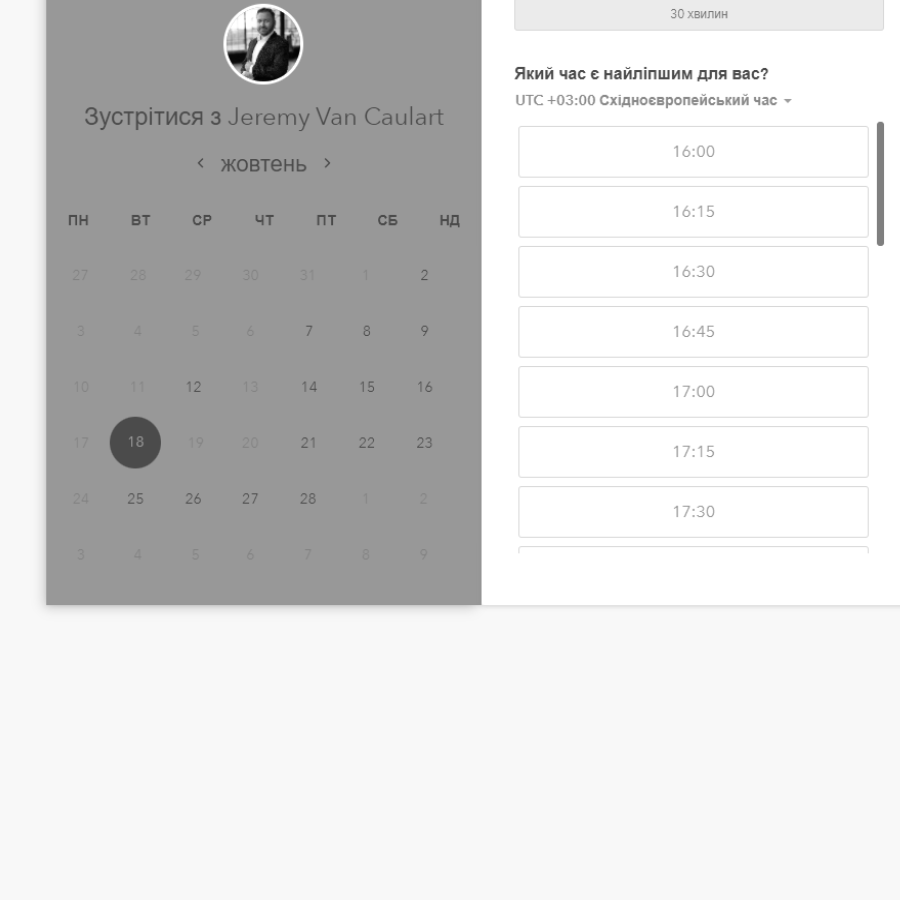 Зустрітися з Jeremy Van Caulart
жовтень
ПН ВТ СР ЧТ ПТ СБ НД
27 28 29 30 31 1 2
3 4 5 6 7 8 9
10 11 12 13 14 15 16
17 18 19 20 21 22 23
24 25 26 27 28 1 2
3 4 5 6 7 8 9
30 хвилин
Який час є найліпшим для вас?
UTC +03:00 Східноєвропейський час
16:00
16:15
16:30
16:45
17:00
17:15
17:30